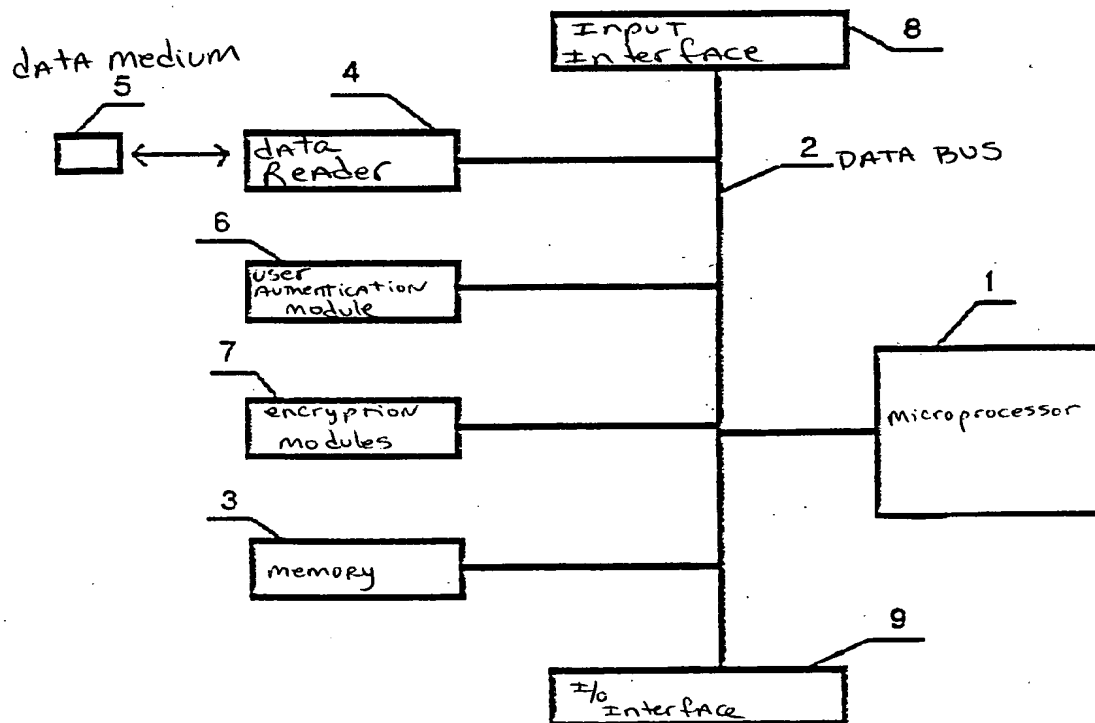 Input
Interface
8
data medium
5
4
data
Reader
2 DATA BUS
6
user
Authentication
module
1
microprocessor
7
encryption
modules
3
memory
9
I/o
Interface